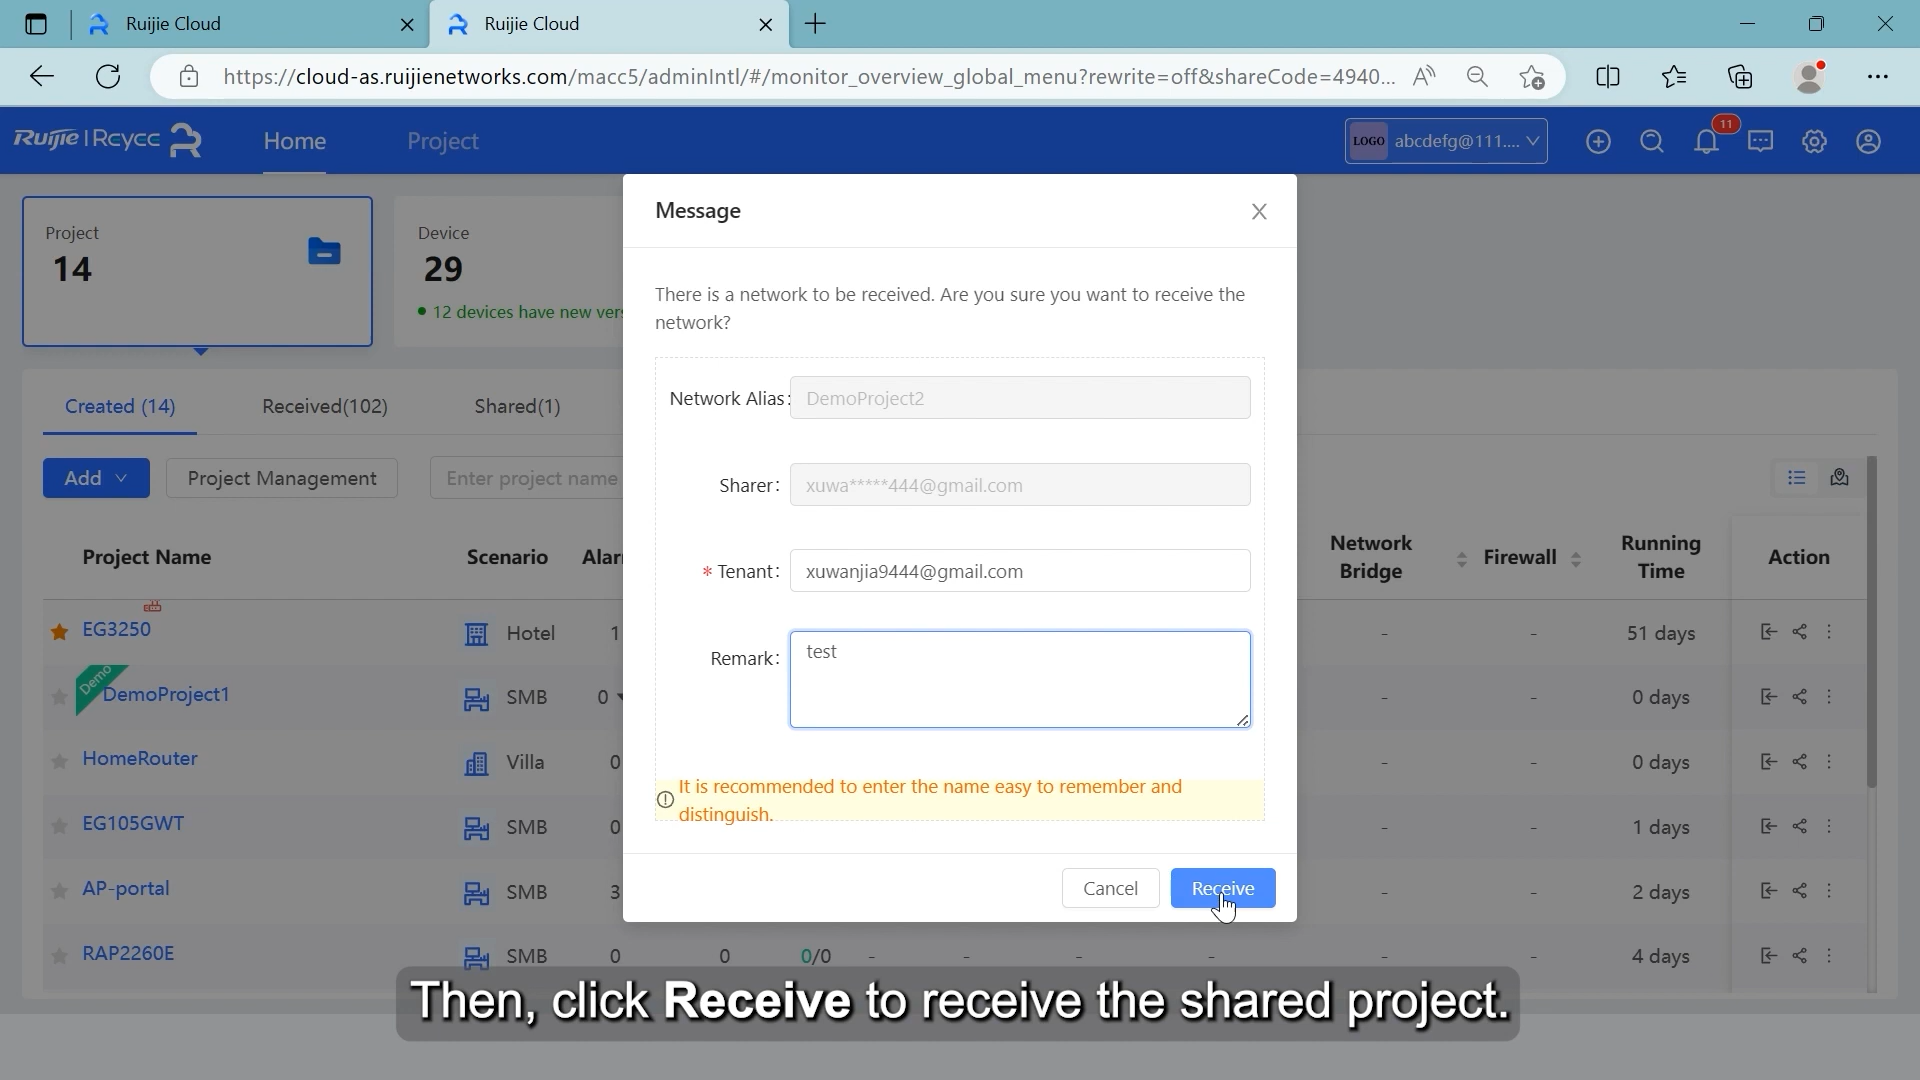 Ruijie Cloud
Ruijie Cloud
https://cloud-as.ruijienetworks.com/macc5/adminIntl/#/monitor_overview_global_menu?rewrite=off&shareCode=4940...
Ruijie | Reyee
Home
Project
LOGO
abcdefg@111....
11
Project
14
Device
29
12 devices have new ver
Message
There is a network to be received. Are you sure you want to receive the
network?
Network Alias: DemoProject2
Sharer: xuwa*****444@gmail.com
* Tenant: xuwanjia9444@gmail.com
Remark: test
It is recommended to enter the name easy to remember and
distinguish.
Cancel
Receive
Created (14)
Received(102)
Shared(1)
Add
Project Management
Enter project name
Project Name Scenario Alar Network Bridge Firewall Running Time Action
EG3250 Hotel 1 - - 51 days
Demo
DemoProject1 SMB 0 - - 0 days
HomeRouter Villa 0 - - 0 days
EG105GWT SMB 0 - - 1 days
AP-portal SMB 3 - - 2 days
RAP2260E SMB 0 0 0/0 - - - - - - 4 days
Then, click Receive to receive the shared project.